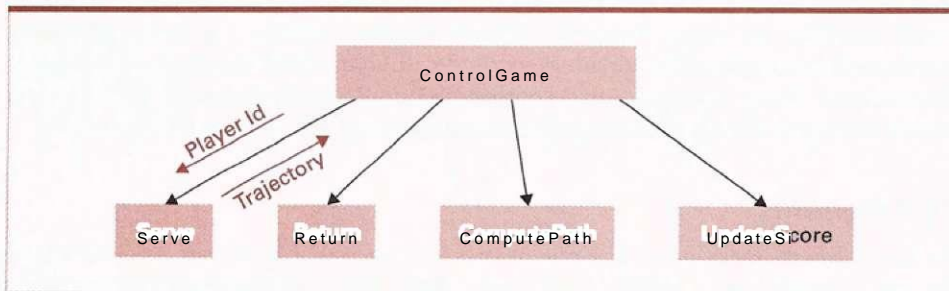 ControlGame
Player Id
Trajectory
Serve
Return
ComputePath
UpdateScore